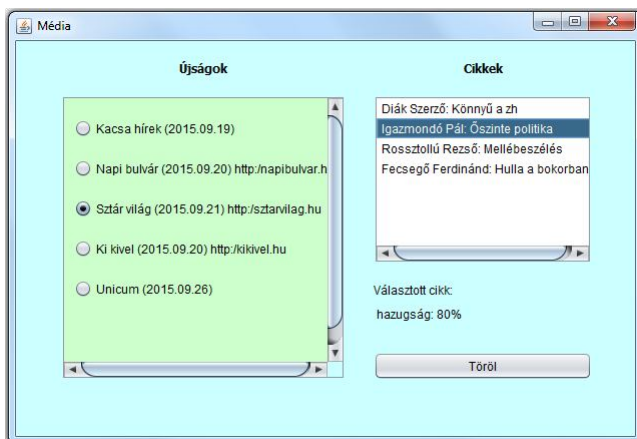 Média
Újságok
Kacsa hírek (2015.09.19)
Napi bulvár (2015.09.20) http:/napibulvar.h
Sztár világ (2015.09.21) http:/sztarvilag.hu
Ki kivel (2015.09.20) http:/kikivel.hu
Unicum (2015.09.26)
Cikkek
Diák Szerző: Könnyű a zh
Igazmondó Pál: Őszinte politika
Rossztollú Rezső: Mellébeszélés
Fecsegő Ferdinánd: Hulla a bokorban
Választott cikk:
hazugság: 80%
Töröl